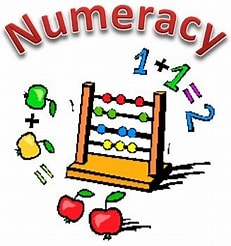 Numeracy
1+1=2
+
=